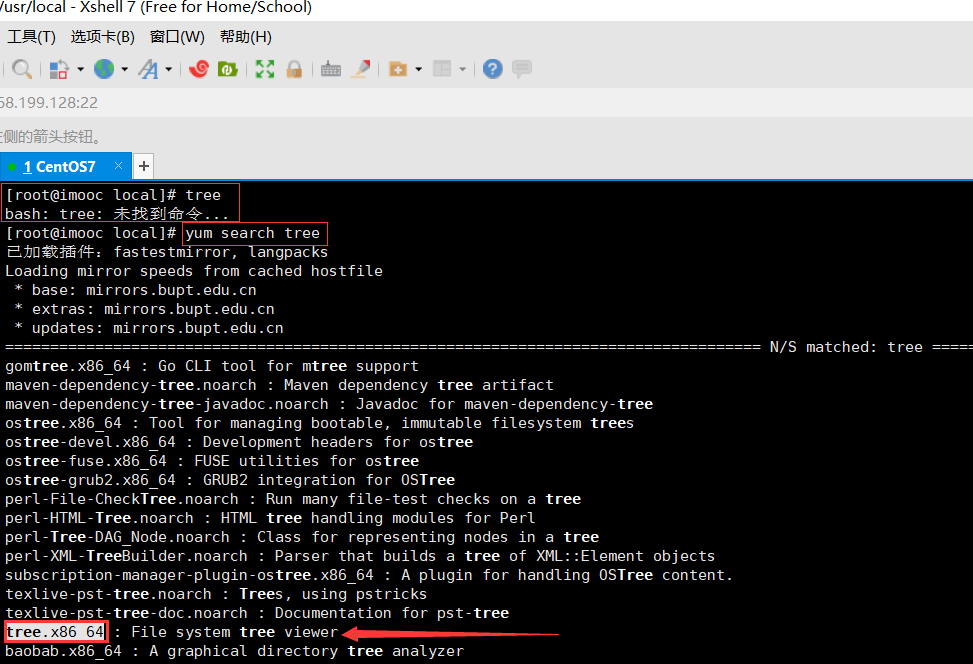 /usr/local - Xshell 7 (Free for Home/School)
工具(T) 选项卡(B) 窗口(W) 帮助(H)
68.199.128:22
侧的箭头按钮。
1 CentOS7 × +
[root@imooc local]# tree
bash: tree: 未找到命令...
[root@imooc local]# yum search tree
已加载插件：fastestmirror, langpacks
Loading mirror speeds from cached hostfile
* base: mirrors.bupt.edu.cn
* extras: mirrors.bupt.edu.cn
* updates: mirrors.bupt.edu.cn
==================================================================================== N/S matched: tree =====
gomtree.x86_64 : Go CLI tool for mtree support
maven-dependency-tree.noarch : Maven dependency tree artifact
maven-dependency-tree-javadoc.noarch : Javadoc for maven-dependency-tree
ostree.x86_64 : Tool for managing bootable, immutable filesystem trees
ostree-devel.x86_64 : Development headers for ostree
ostree-fuse.x86_64 : FUSE utilities for ostree
ostree-grub2.x86_64 : GRUB2 integration for OSTree
perl-File-CheckTree.noarch : Run many file-test checks on a tree
perl-HTML-Tree.noarch : HTML tree handling modules for Perl
perl-Tree-DAG_Node.noarch : Class for representing nodes in a tree
perl-XML-TreeBuilder.noarch : Parser that builds a tree of XML::Element objects
subscription-manager-plugin-ostree.x86_64 : A plugin for handling OSTree content.
texlive-pst-tree.noarch : Trees, using pstricks
texlive-pst-tree-doc.noarch : Documentation for pst-tree
tree.x86_64 : File system tree viewer
baobab.x86_64 : A graphical directory tree analyzer